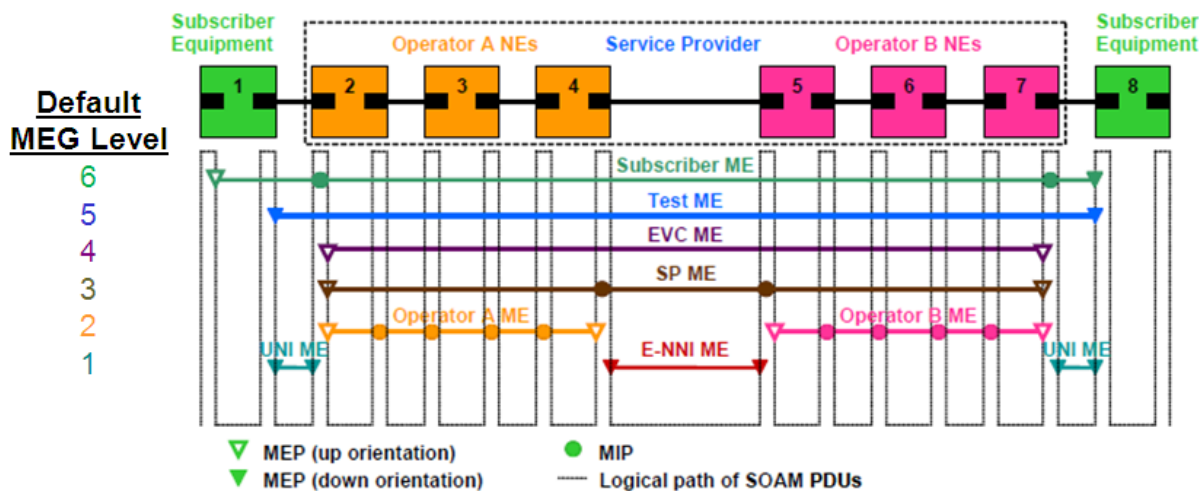 Subscriber
Equipment
Operator A NEs
Service Provider
Operator B NEs
Subscriber
Equipment
1
2
3
4
5
6
7
8
Default
MEG Level
6
Subscriber ME
5
Test ME
4
EVC ME
3
SP ME
2
Operator A ME
Operator B ME
1
UNI ME
E-NNI ME
UNI ME
MEP (up orientation)
MIP
MEP (down orientation)
Logical path of SOAM PDUs